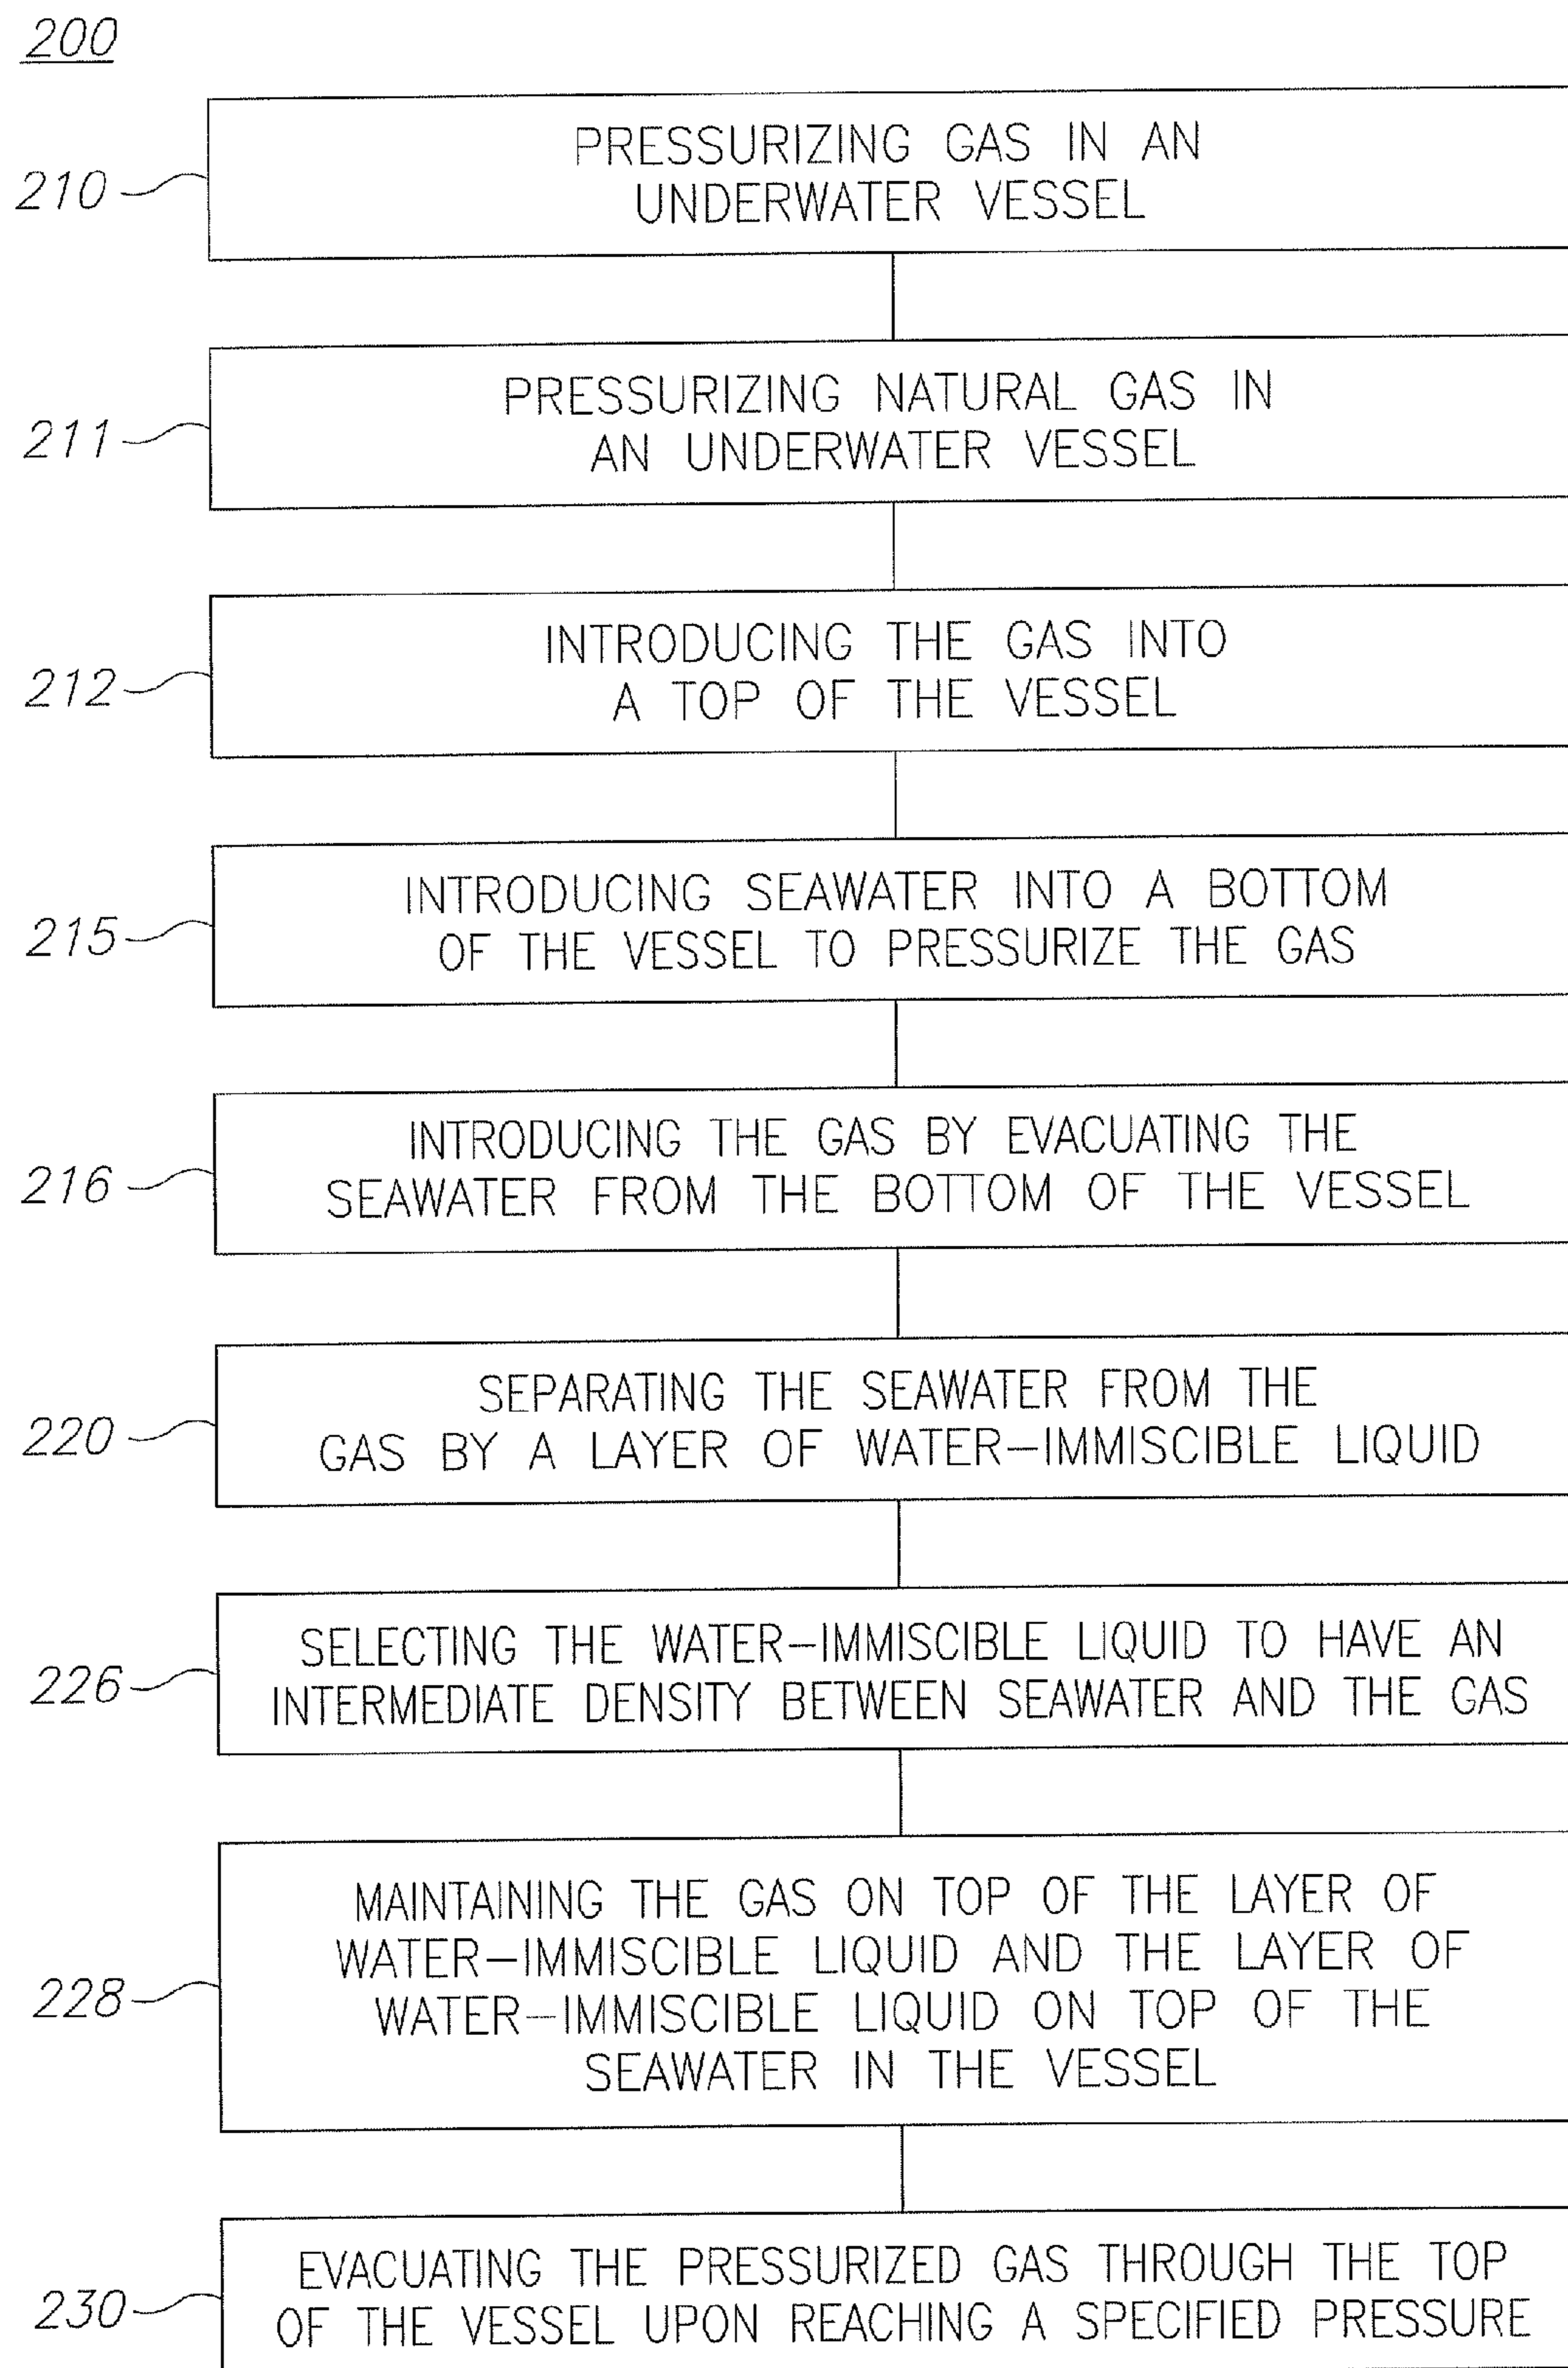 200
210
PRESSURIZING GAS IN AN
UNDERWATER VESSEL
211
PRESSURIZING NATURAL GAS IN
AN UNDERWATER VESSEL
212
INTRODUCING THE GAS INTO
A TOP OF THE VESSEL
215
INTRODUCING SEAWATER INTO A BOTTOM
OF THE VESSEL TO PRESSURIZE THE GAS
216
INTRODUCING THE GAS BY EVACUATING THE
SEAWATER FROM THE BOTTOM OF THE VESSEL
220
SEPARATING THE SEAWATER FROM THE
GAS BY A LAYER OF WATER–IMMISCIBLE LIQUID
226
SELECTING THE WATER–IMMISCIBLE LIQUID TO HAVE AN
INTERMEDIATE DENSITY BETWEEN SEAWATER AND THE GAS
228
MAINTAINING THE GAS ON TOP OF THE LAYER OF
WATER–IMMISCIBLE LIQUID AND THE LAYER OF
WATER–IMMISCIBLE LIQUID ON TOP OF THE
SEAWATER IN THE VESSEL
230
EVACUATING THE PRESSURIZED GAS THROUGH THE TOP
OF THE VESSEL UPON REACHING A SPECIFIED PRESSURE